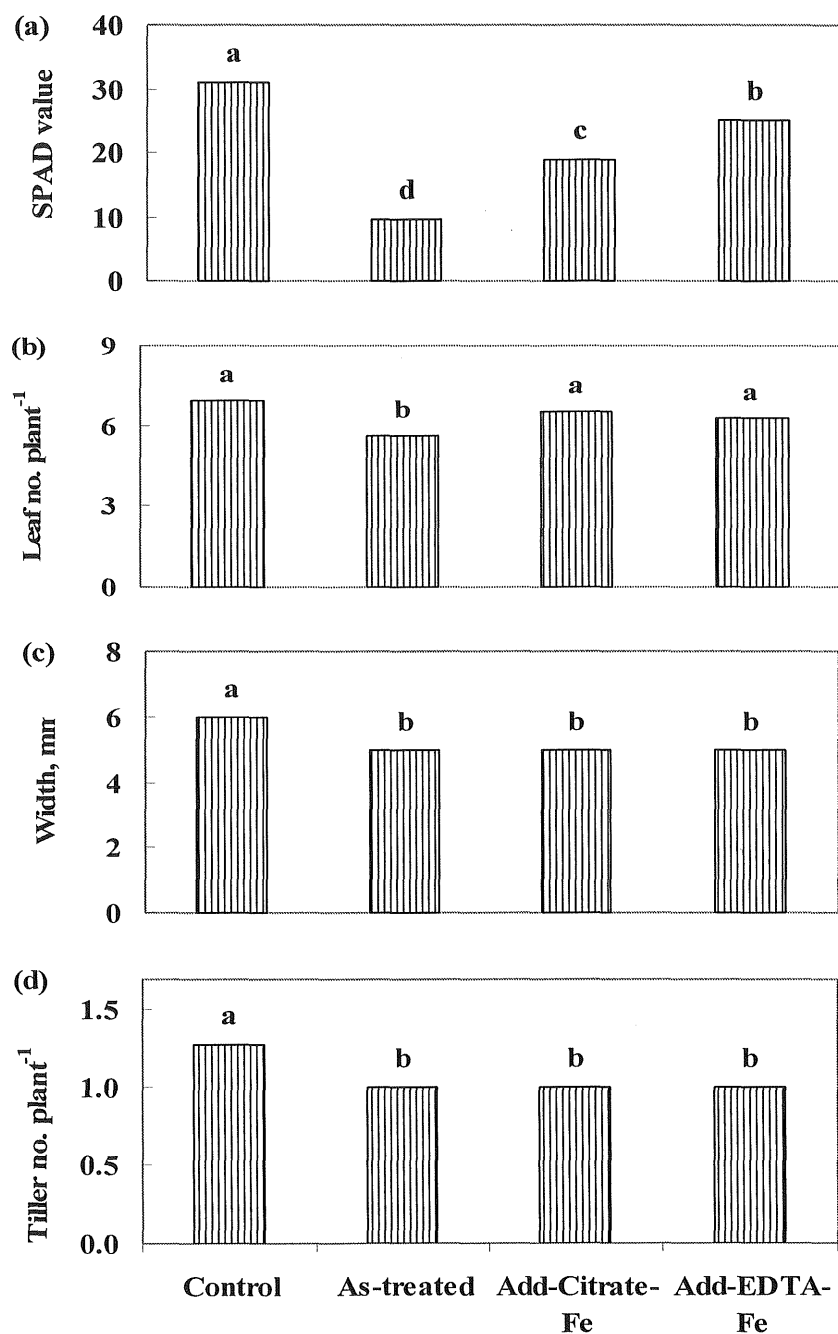 (a)
SPAD value
40
30
20
10
0
a
d
c
b
(b)
Leaf no. plant-1
9
6
3
0
a
b
a
a
(c)
Width, mm
8
6
4
2
0
a
b
b
b
(d)
Tiller no. plant-1
1.5
1.0
0.5
0.0
a
b
b
b
Control As-treated Add-Citrate- Add-EDTA-
Fe Fe